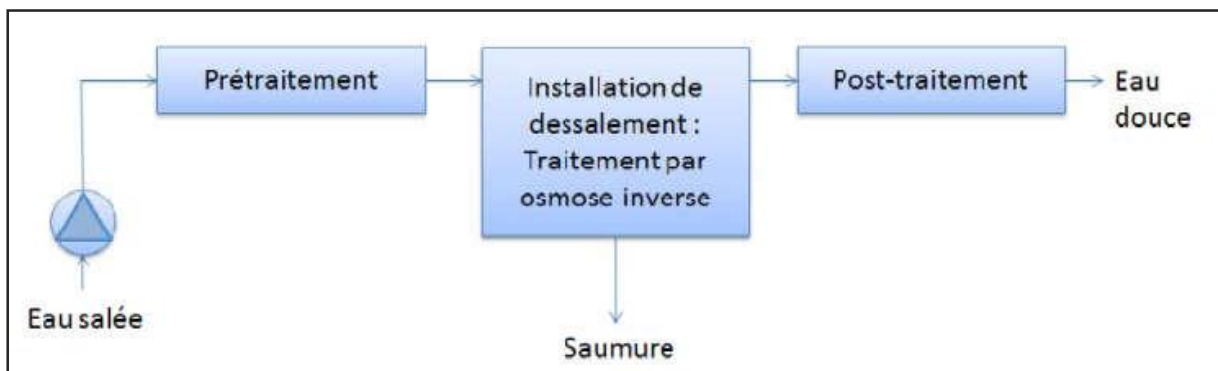 Prétraitement
Installation de
dessalement :
Traitement par
osmose inverse
Post-traitement
Eau
douce
Eau salée
Saumure